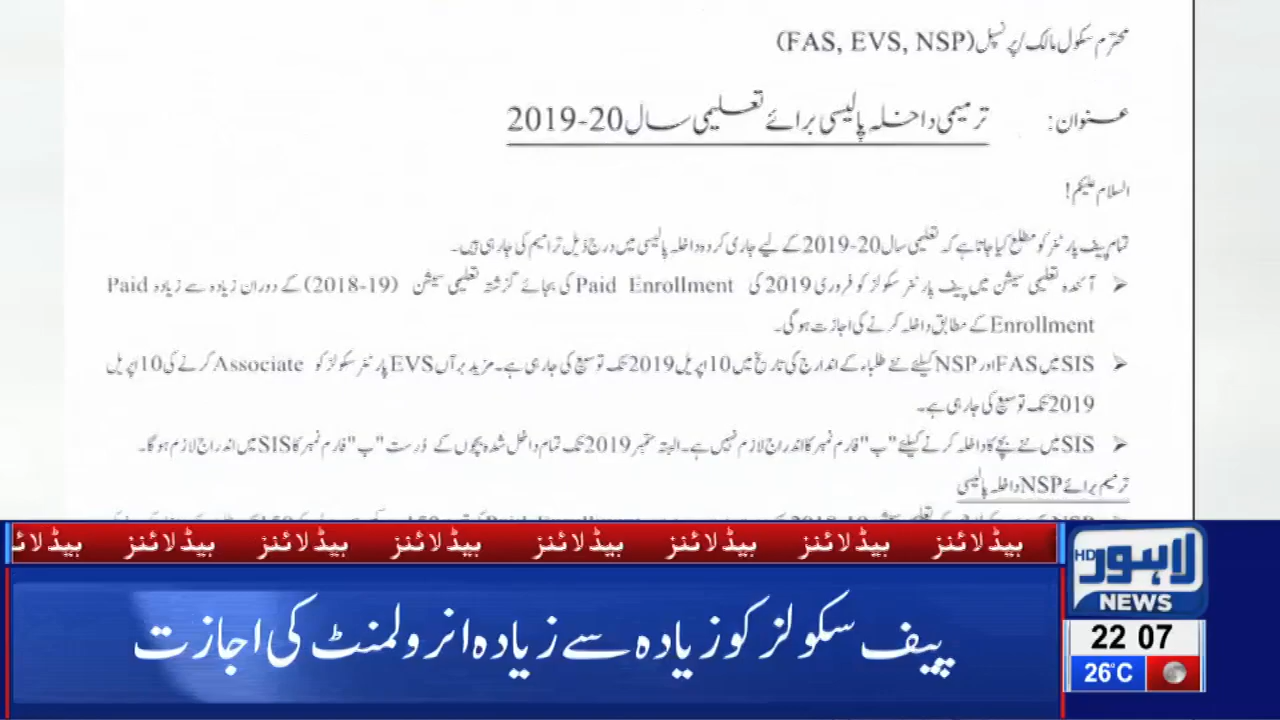 محترم سکول مالک/پرنسپل(FAS, EVS, NSP)
عنوان: ترمیمی داخلہ پالیسی برائے تعلیمی سال 20-2019
السلام علیکم!
تمام پیف پارٹنر کو مطلع کیا جاتا ہے کہ تعلیمی سال 20-2019 کے لیے جاری کردہ داخلہ پالیسی میں درج ذیل ترامیم کی جا رہی ہیں۔
آئندہ تعلیمی سیشن میں پیف پارٹنر سکولز کو فروری 2019 کی Paid Enrollment کی بجائے گزشتہ تعلیمی سیشن (19-2018) کے دوران زیادہ سے زیادہ Paid
Enrollment کے مطابق داخلہ کرنے کی اجازت ہوگی۔
SIS میں FAS اور NSP کیلئے نئے طلباء کے اندارج کی تاریخ میں 10 اپریل 2019 تک توسیع کی جا رہی ہے۔ مزید برآں EVS پارٹنر سکولز کو Associate کرنے کی 10 اپریل
2019 تک توسیع کی جا رہی ہے۔
SIS میں نئے بچے کا داخلہ کرنے کیلئے "ب" فارم نمبر کا اندراج لازم نہیں ہے۔ البتہ ستمبر 2019 تک تمام داخل شدہ بچوں کے درست "ب" فارم نمبر کا SIS میں اندراج لازم ہوگا۔
ترمیم برائے NSP داخلہ پالیسی
ہیڈلائنز ہیڈلائنز ہیڈلائنز ہیڈلائنز ہیڈلائنز ہیڈلائنز ہیڈلائنز ہیڈلائنز
پیف سکولز کو زیادہ سے زیادہ انرولمنٹ کی اجازت
لاہور HD
NEWS
22 07
26°C